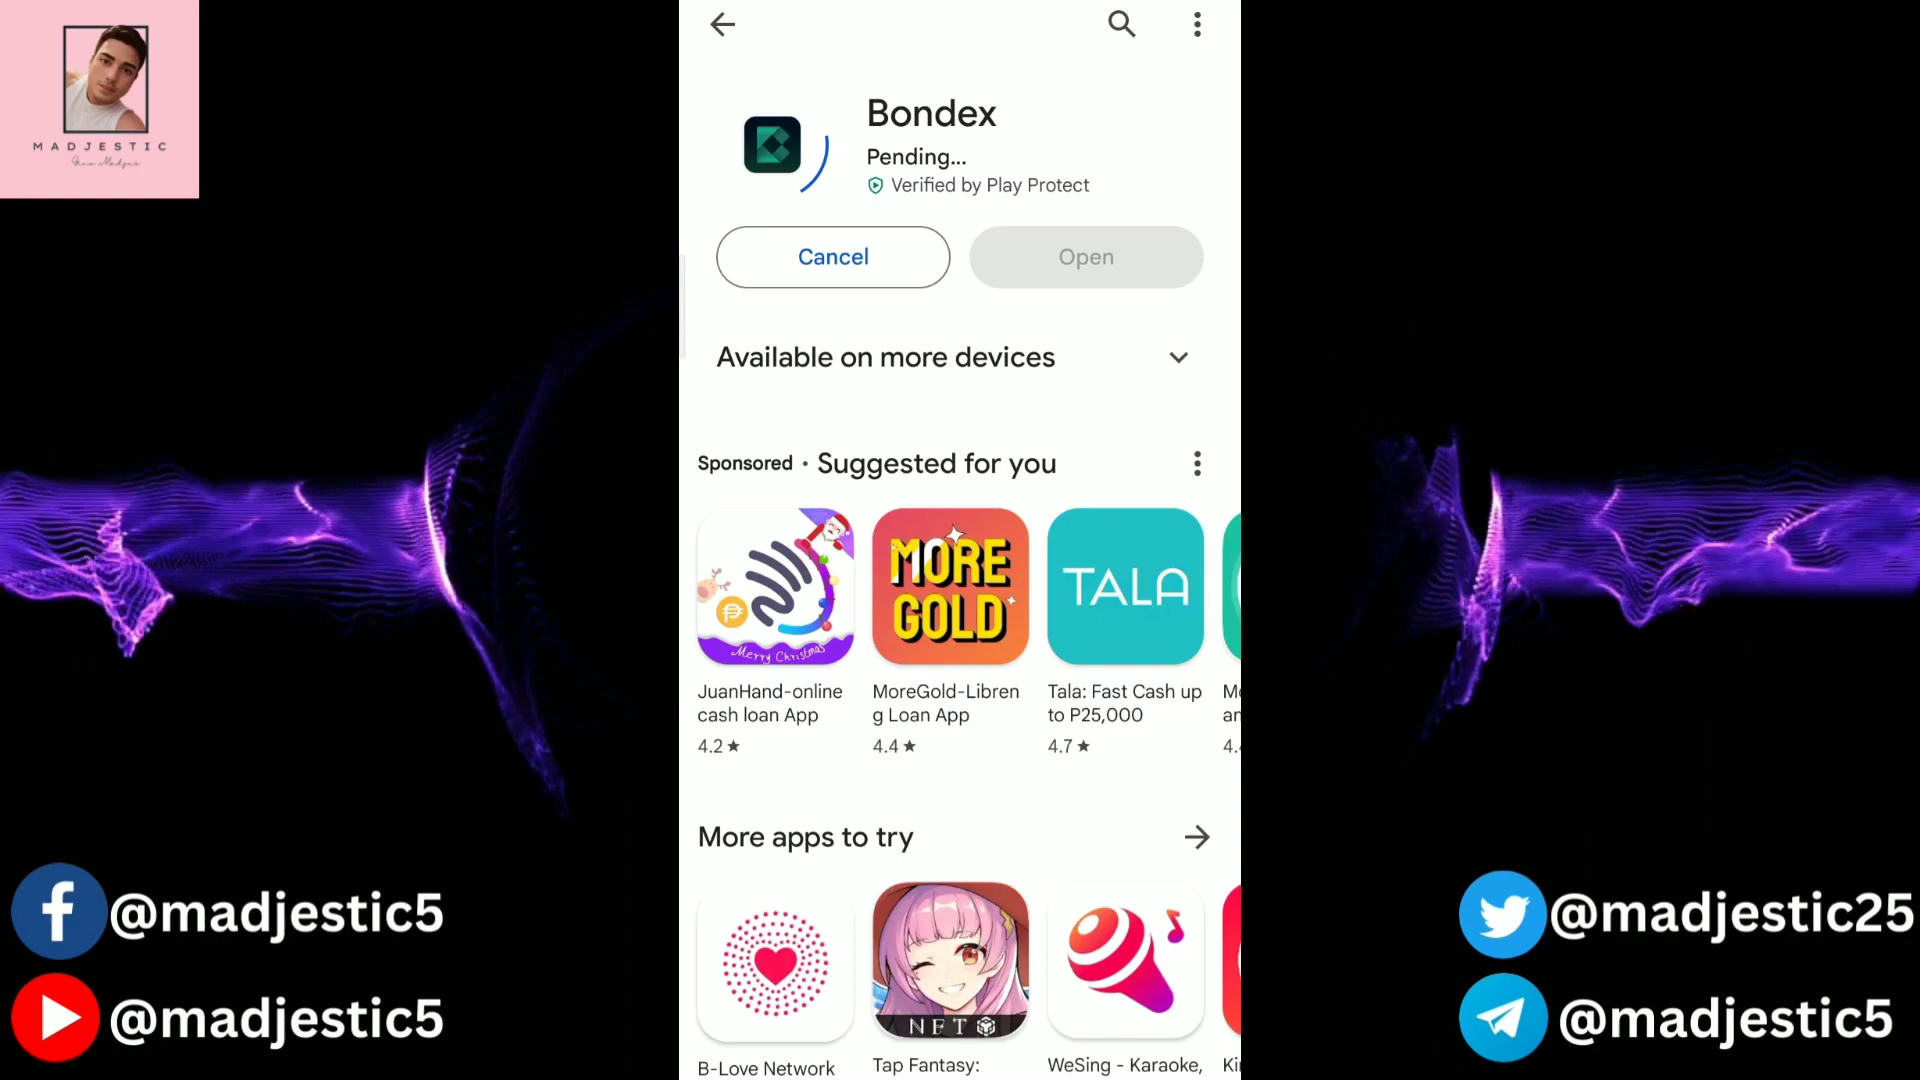 MADJESTIC
Bondex
Pending...
Verified by Play Protect
Cancel
Open
Available on more devices
Sponsored • Suggested for you
Merry Christmas
MORE
GOLD
TALA
JuanHand-online
cash loan App
4.2 ★
MoreGold-Libren
g Loan App
4.4 ★
Tala: Fast Cash up
to P25,000
4.7 ★
More apps to try
NFT
B-Love Network
Tap Fantasy:
WeSing - Karaoke,
@madjestic5
@madjestic5
@madjestic25
@madjestic5